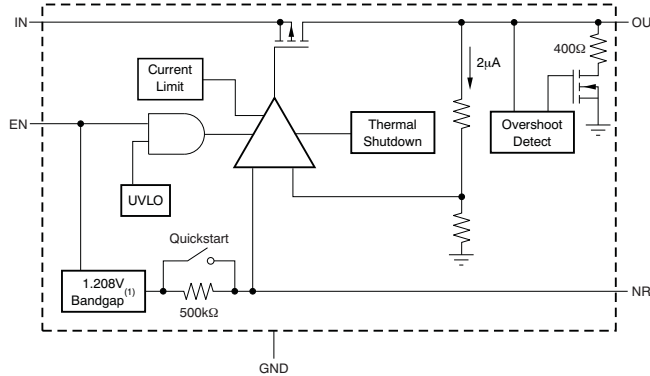 IN
OUT
400Ω
2μA
Current
Limit
EN
Thermal
Shutdown
Overshoot
Detect
UVLO
Quickstart
1.208V
Bandgap(1)
500kΩ
NR
GND